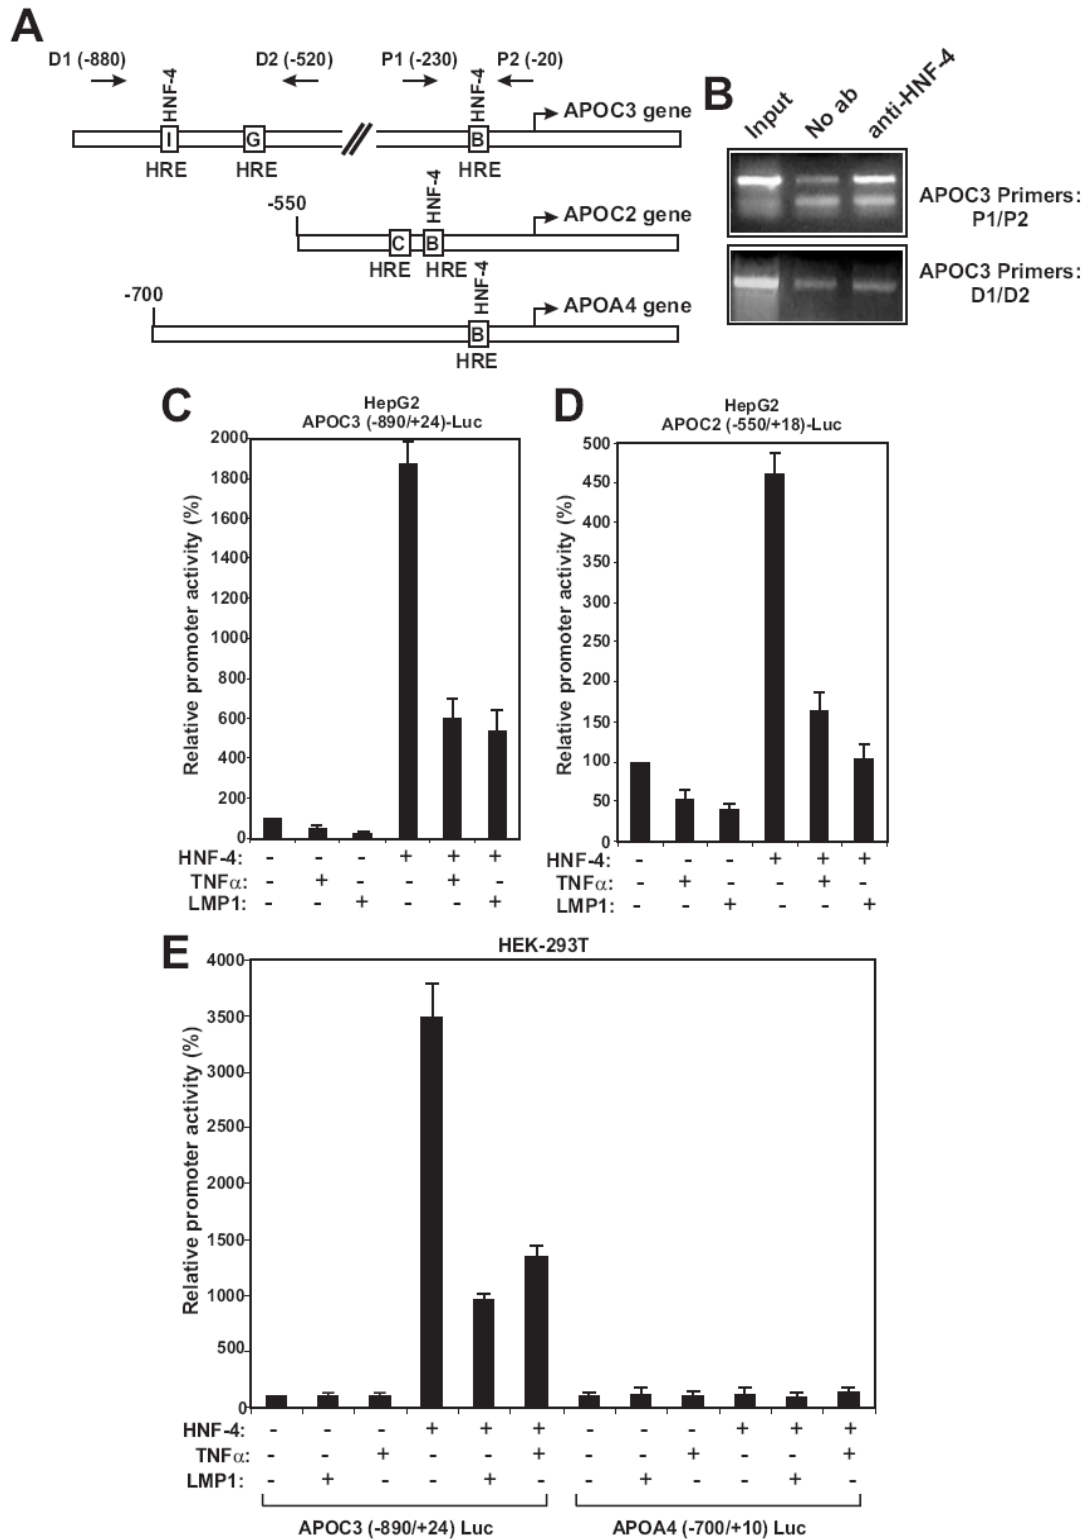 A
D1 (-880)
D2 (-520)
P1 (-230)
P2 (-20)
HNF-4
HNF-4
I
G
B
APOC3 gene
HRE
HRE
HRE
-550
HNF-4
C
B
APOC2 gene
HRE
HRE
-700
HNF-4
B
APOA4 gene
HRE
B
Input
No ab
anti-HNF-4
APOC3 Primers:
P1/P2
APOC3 Primers:
D1/D2
C
HepG2
APOC3 (-890/+24)-Luc
Relative promoter activity (%)
2000
1800
1600
1400
1200
1000
800
600
400
200
0
HNF-4: - - - + + +
TNFα: - + - - + -
LMP1: - - + - - +
D
HepG2
APOC2 (-550/+18)-Luc
Relative promoter activity (%)
500
450
400
350
300
250
200
150
100
50
0
HNF-4: - - - + + +
TNFα: - + - - + -
LMP1: - - + - - +
E
HEK-293T
Relative promoter activity (%)
4000
3500
3000
2500
2000
1500
1000
500
0
HNF-4: - - - + + + - - - + + +
TNFα: - - + - - + - - + - - +
LMP1: - + - - + - - + - - + -
APOC3 (-890/+24) Luc
APOA4 (-700/+10) Luc